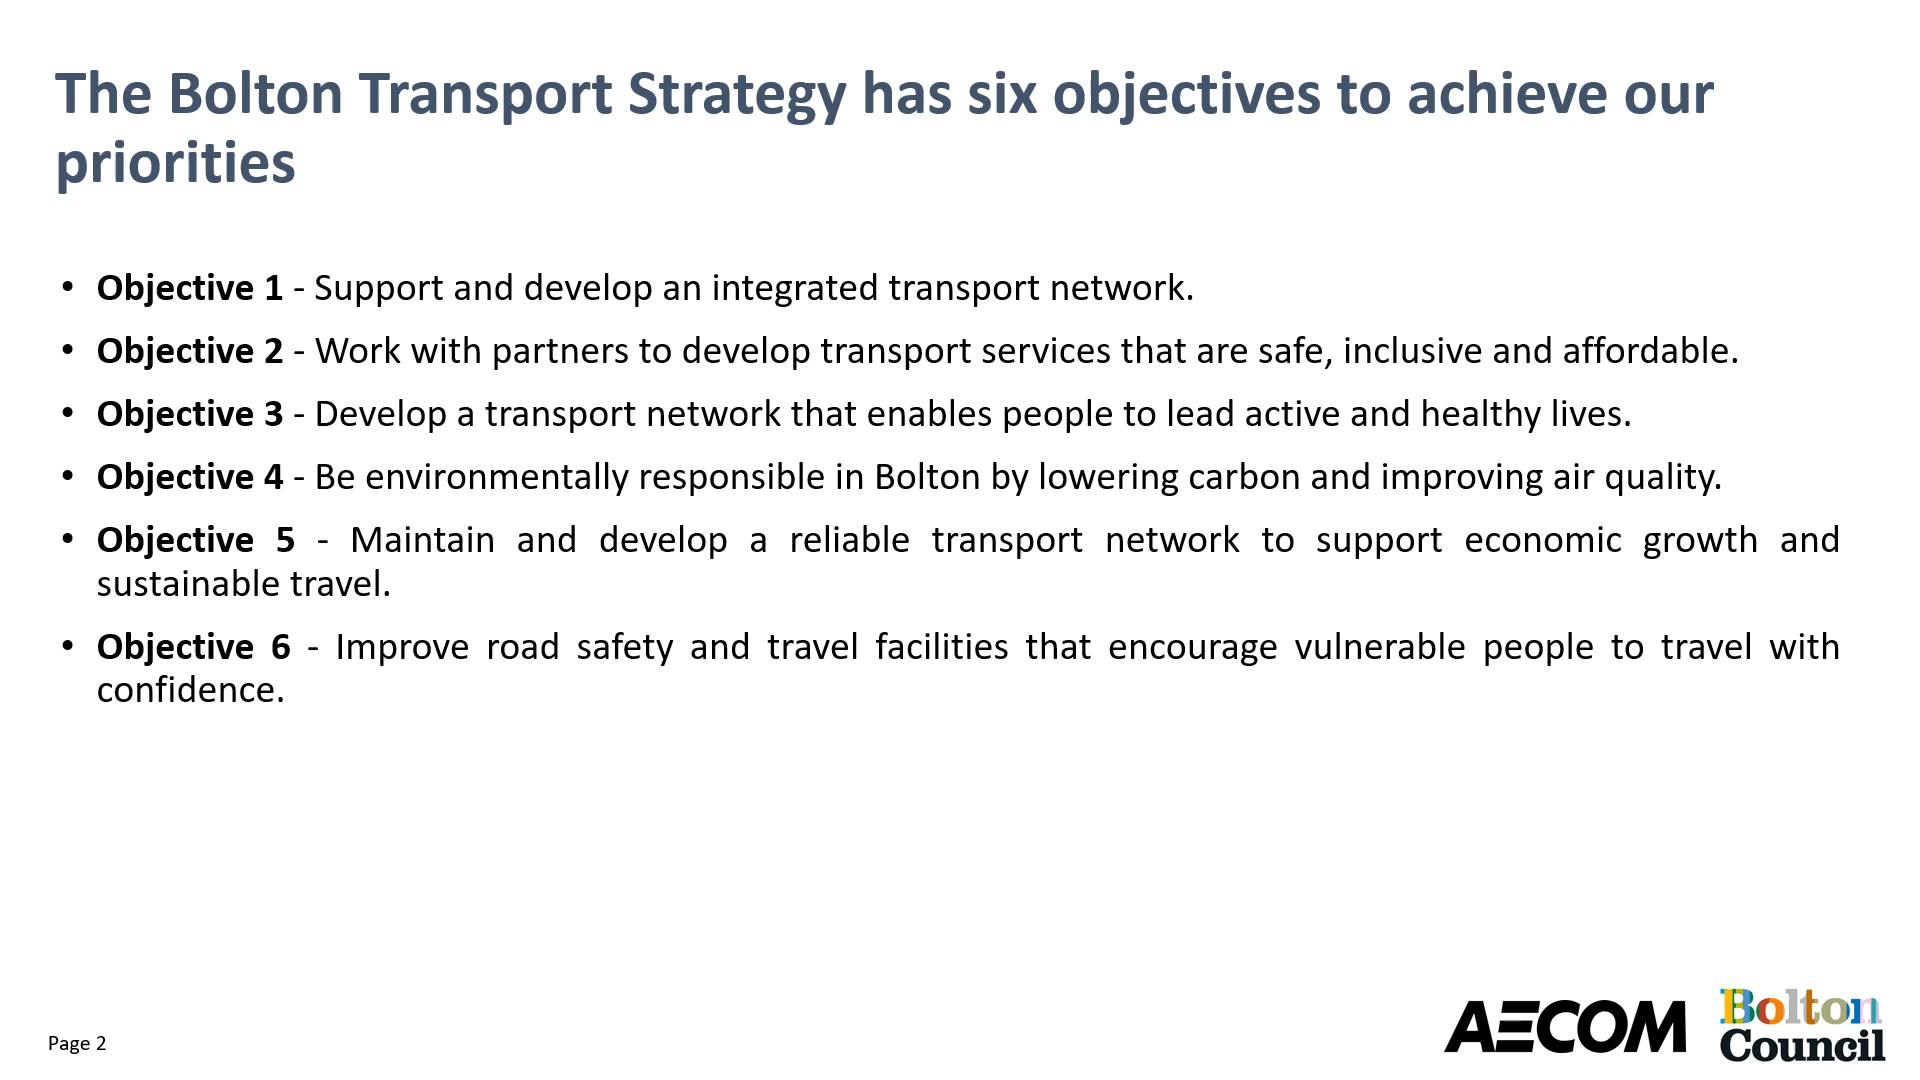 The Bolton Transport Strategy has six objectives to achieve our
priorities
• Objective 1 - Support and develop an integrated transport network.
• Objective 2 - Work with partners to develop transport services that are safe, inclusive and affordable.
• Objective 3 - Develop a transport network that enables people to lead active and healthy lives.
• Objective 4 - Be environmentally responsible in Bolton by lowering carbon and improving air quality.
• Objective 5 - Maintain and develop a reliable transport network to support economic growth and
sustainable travel.
• Objective 6 - Improve road safety and travel facilities that encourage vulnerable people to travel with
confidence.
Page 2
AECOM
Bolton
Council